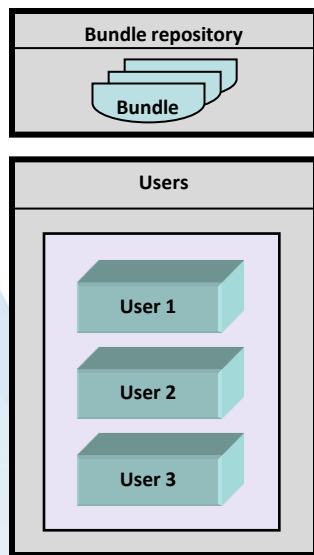 Bundle repository
Bundle
Users
User 1
User 2
User 3